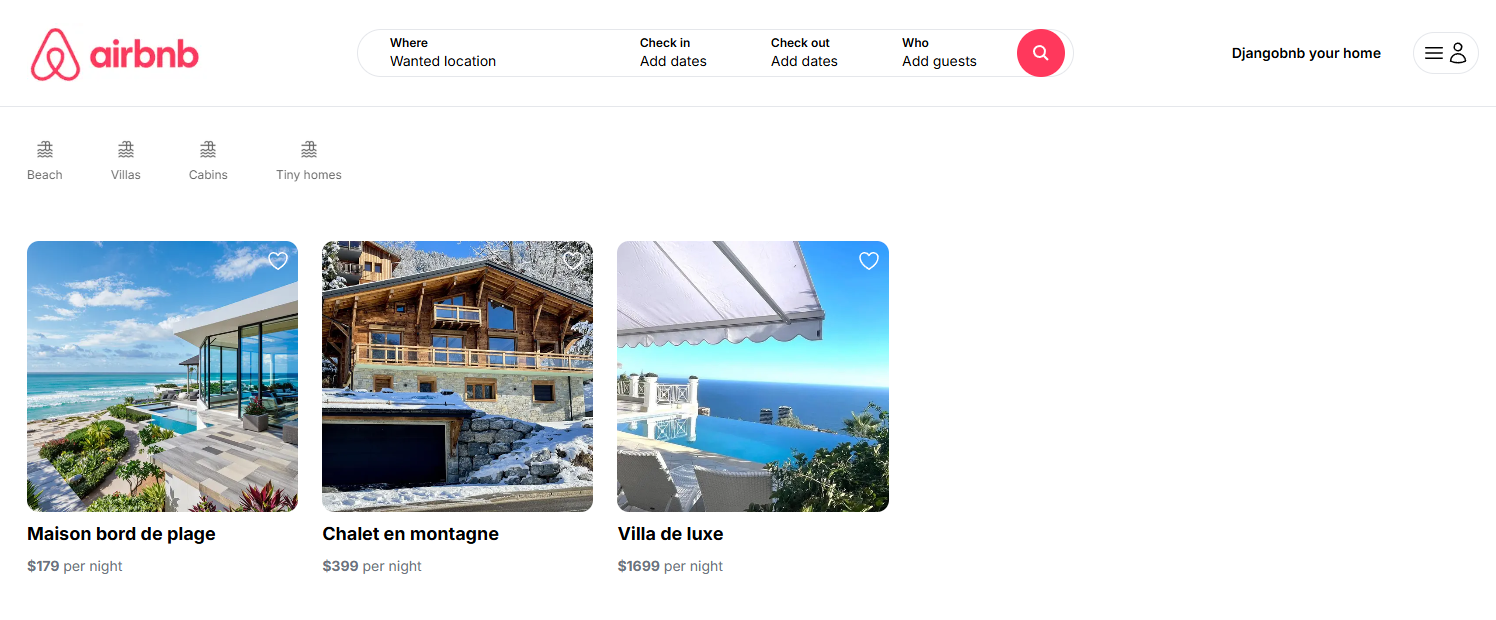 airbnb
Where
Wanted location
Check in
Add dates
Check out
Add dates
Who
Add guests
Djangobnb your home
Beach
Villas
Cabins
Tiny homes
Maison bord de plage
$179 per night
Chalet en montagne
$399 per night
Villa de luxe
$1699 per night